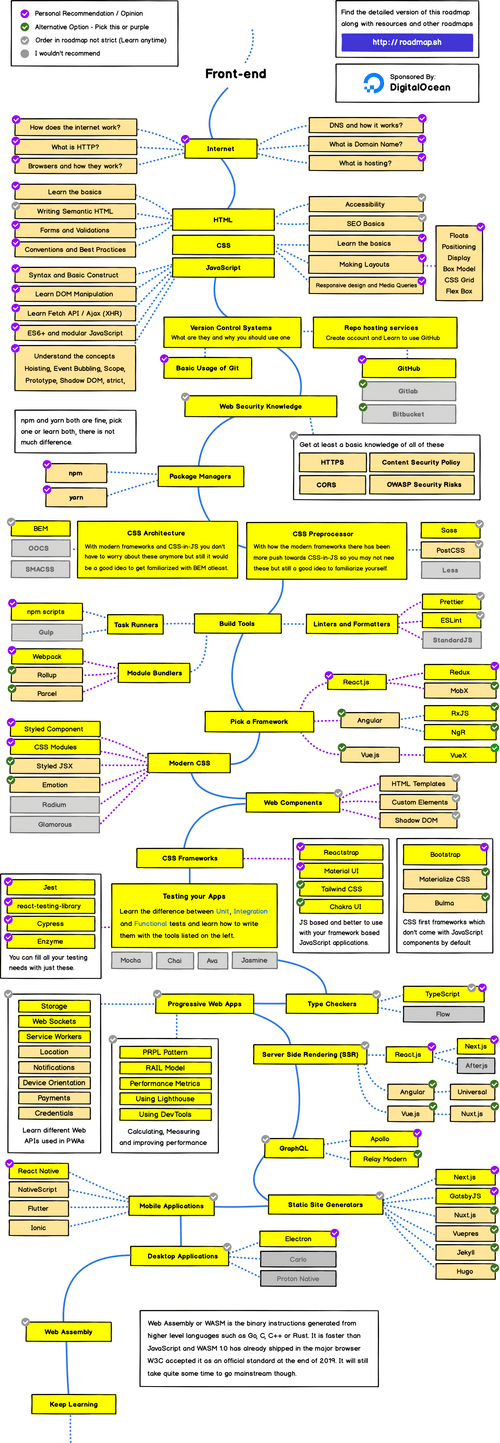 Personal Recommendation / Opinion
Alternative Option - Pick this or purple
Order in roadmap not strict (Learn anytime)
I wouldn't recommend
Find the detailed version of this roadmap
along with resources and other roadmaps
http://roadmap.sh
Sponsored By:
DigitalOcean
Front-end
How does the internet work?
What is HTTP?
Browsers and how they work?
Internet
DNS and how it works?
What is Domain Name?
What is hosting?
Learn the basics
Writing Semantic HTML
Forms and Validations
Conventions and Best Practices
HTML
CSS
JavaScript
Accessibility
SEO Basics
Learn the basics
Making Layouts
Responsive design and Media Queries
Floats
Positioning
Display
Box Model
CSS Grid
Flex Box
Syntax and Basic Construct
Learn DOM Manipulation
Learn Fetch API / Ajax (XHR)
ES6+ and modular JavaScript
Understand the concepts
Hoisting, Event Bubbling, Scope,
Prototype, Shadow DOM, strict,
Version Control Systems
What are they and why you should use one
Repo hosting services
Create account and Learn to use GitHub
Basic Usage of Git
GitHub
Gitlab
Bitbucket
Web Security Knowledge
npm and yarn both are fine, pick
one or learn both, there is not
much difference.
Get at least a basic knowledge of all of these
HTTPS
Content Security Policy
CORS
OWASP Security Risks
npm
yarn
Package Managers
BEM
OOCS
SMACSS
CSS Architecture
With modern frameworks and CSS-in-JS you don't
have to worry about these anymore but still it would
be a good idea to get familiarized with BEM atleast.
CSS Preprocessor
With how the modern frameworks there has been
more push towards CSS-in-JS so you may not nee
these but still a good idea to familiarize yourself.
Sass
PostCSS
Less
npm scripts
Gulp
Task Runners
Build Tools
Linters and Formatters
Prettier
ESLint
StandardJS
Webpack
Rollup
Parcel
Module Bundlers
React.js
Redux
MobX
Pick a Framework
Angular
RxJS
NgR
Vue.js
VueX
Styled Component
CSS Modules
Styled JSX
Emotion
Radium
Glamorous
Modern CSS
Web Components
HTML Templates
Custom Elements
Shadow DOM
CSS Frameworks
Reactstrap
Material UI
Tailwind CSS
Chakra UI
JS based and better to use
with your framework based
JavaScript applications.
Bootstrap
Materialize CSS
Bulma
CSS first frameworks which
don't come with JavaScript
components by default
Jest
react-testing-library
Cypress
Enzyme
You can fill all your testing
needs with just these.
Testing your Apps
Learn the difference between Unit, Integration
and Functional tests and learn how to write
them with the tools listed on the left.
Mocha
Chai
Ava
Jasmine
Progressive Web Apps
Type Checkers
TypeScript
Flow
Storage
Web Sockets
Service Workers
Location
Notifications
Device Orientation
Payments
Credentials
Learn different Web
APIs used in PWAs
PRPL Pattern
RAIL Model
Performance Metrics
Using Lighthouse
Using DevTools
Calculating, Measuring
and improving performance
Server Side Rendering (SSR)
React.js
Next.js
After.js
Angular
Universal
Vue.js
Nuxt.js
GraphQL
Apollo
Relay Modern
React Native
NativeScript
Flutter
Ionic
Mobile Applications
Static Site Generators
Next.js
GatsbyJS
Nuxt.js
Vuepres
Jekyll
Hugo
Desktop Applications
Electron
Carlo
Proton Native
Web Assembly
Web Assembly or WASM is the binary instructions generated from
higher level languages such as Go, C, C++ or Rust. It is faster than
JavaScript and WASM 1.0 has already shipped in the major browser
W3C accepted it as an official standard at the end of 2019. It will still
take quite some time to go mainstream though.
Keep Learning